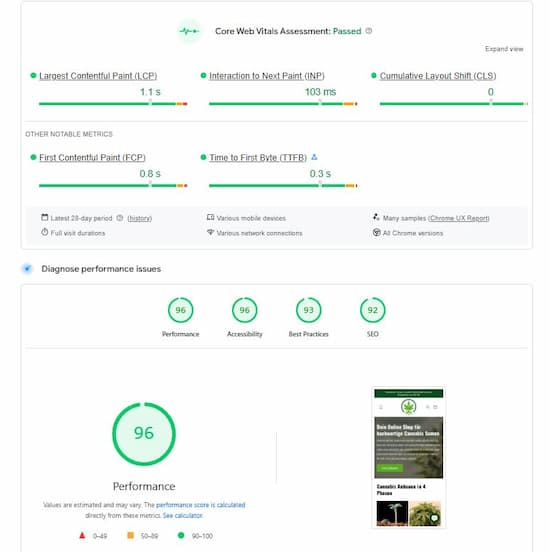 Core Web Vitals Assessment: Passed
Expand view
Largest Contentful Paint (LCP)
1.1 s
Interaction to Next Paint (INP)
103 ms
Cumulative Layout Shift (CLS)
0
OTHER NOTABLE METRICS
First Contentful Paint (FCP)
0.8 s
Time to First Byte (TTFB)
0.3 s
Latest 28-day period (history)
Various mobile devices
Many samples (Chrome UX Report)
Full visit durations
Various network connections
All Chrome versions
Diagnose performance issues
96
Performance
96
Accessibility
93
Best Practices
92
SEO
96
Performance
Values are estimated and may vary. The performance score is calculated
directly from these metrics. See calculator.
0–49
50–89
90–100
Dein Online Shop für
hochwertige Cannabis Samen
Cannabis Anbauen in 4
Phasen